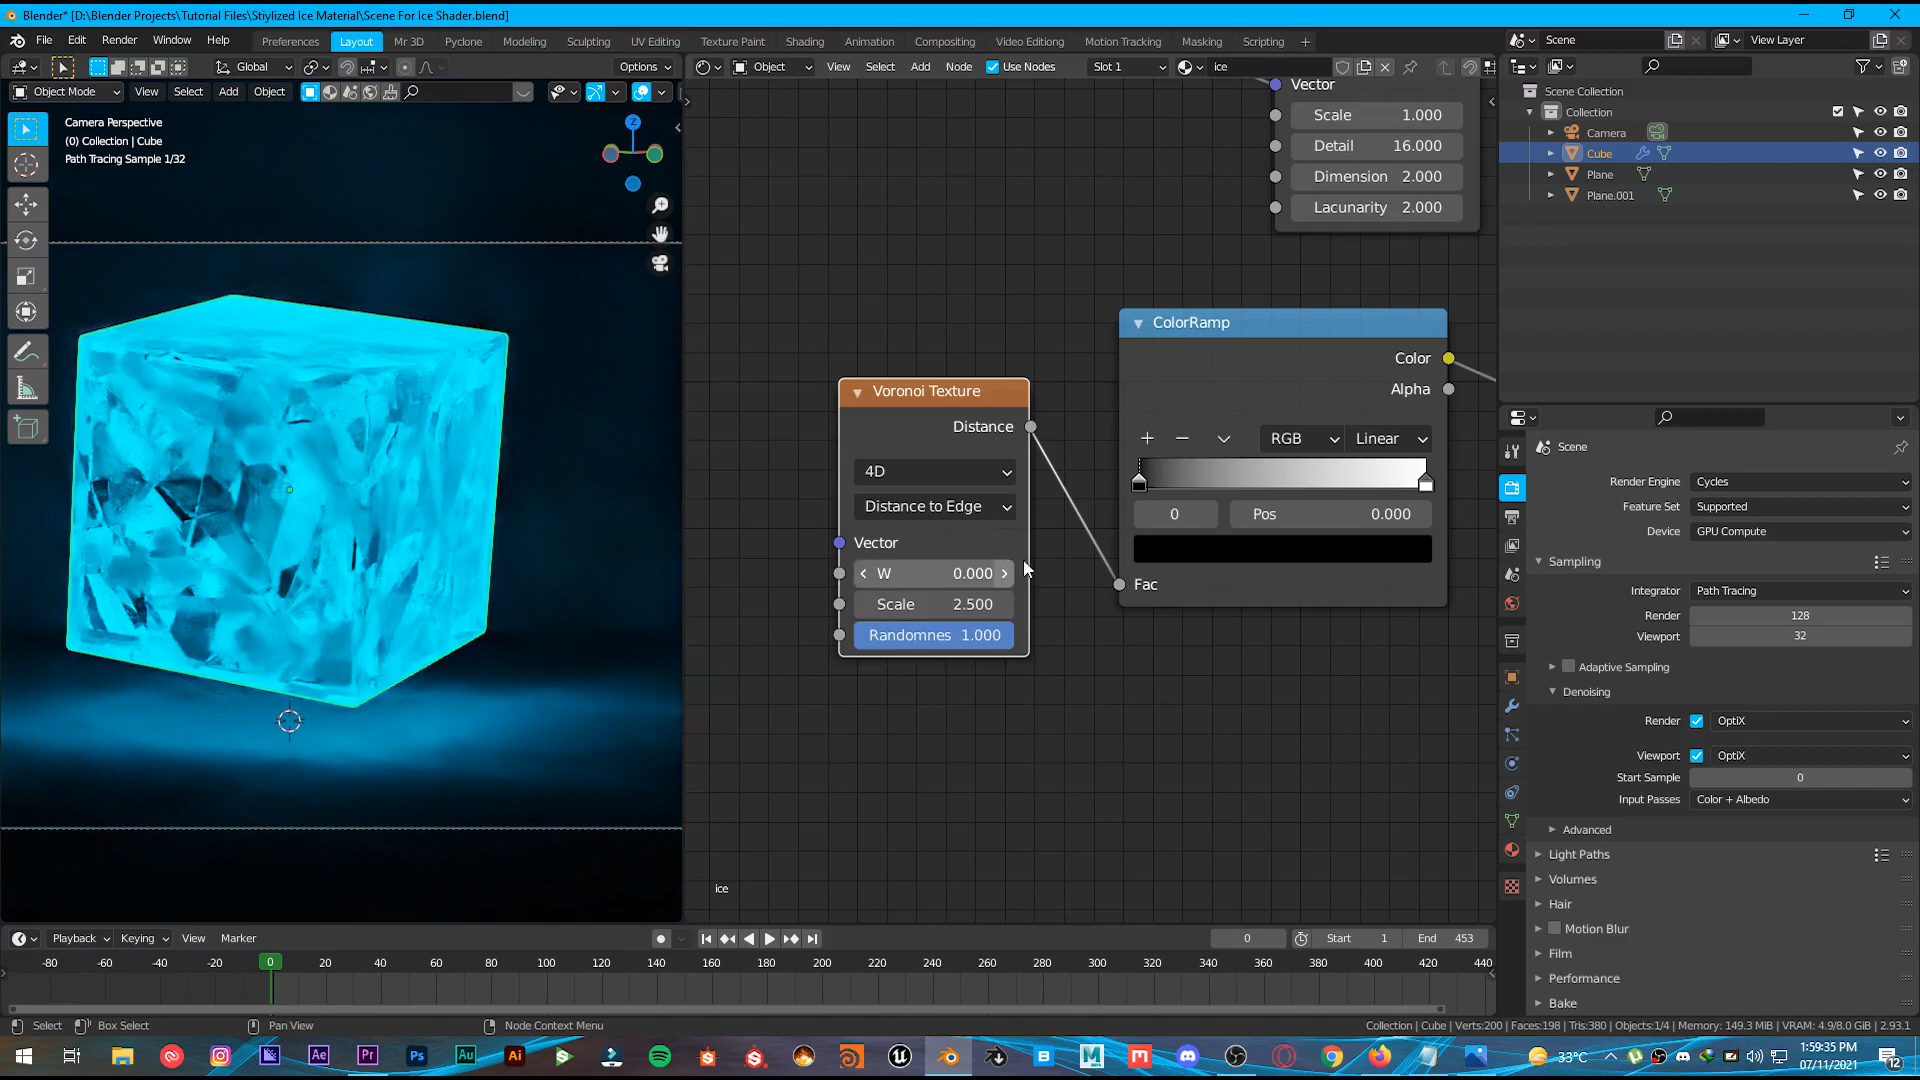 Blender* [D:\Blender Projects\Tutorial Files\Stiylized Ice Material\Scene For Ice Shader.blend]
File Edit Render Window Help Preferences Layout Mr 3D Pyclone Modeling Sculpting UV Editing Texture Paint Shading Animation Compositing Video Editing Motion Tracking Masking Scripting + Scene View Layer
Global Options Object View Select Add Node Use Nodes Slot 1 ice
Object Mode View Select Add Object
Camera Perspective
(0) Collection | Cube
Path Tracing Sample 1/32
Z
Vector
Scale 1.000
Detail 16.000
Dimension 2.000
Lacunarity 2.000
ColorRamp
Color
Alpha
RGB Linear
0 Pos 0.000
Fac
Voronoi Texture
Distance
4D
Distance to Edge
Vector
W 0.000
Scale 2.500
Randomnes 1.000
ice
Scene Collection
Collection
Camera
Cube
Plane
Plane.001
Scene
Render Engine Cycles
Feature Set Supported
Device GPU Compute
Sampling
Integrator Path Tracing
Render 128
Viewport 32
Adaptive Sampling
Denoising
Render OptiX
Viewport OptiX
Start Sample 0
Input Passes Color + Albedo
Advanced
Light Paths
Volumes
Hair
Motion Blur
Film
Performance
Bake
Playback Keying View Marker 0 Start 1 End 453
-80 -60 -40 -20 0 20 40 60 80 100 120 140 160 180 200 220 240 260 280 300 320 340 360 380 400 420 440
Select Box Select Pan View Node Context Menu Collection | Cube | Verts:200 | Faces:198 | Tris:380 | Objects:1/4 | Memory: 149.3 MiB | VRAM: 4.9/8.0 GiB | 2.93.1
Ae Pr Ps Au Ai B M M 33°C 1:59:35 PM
07/11/2021
12